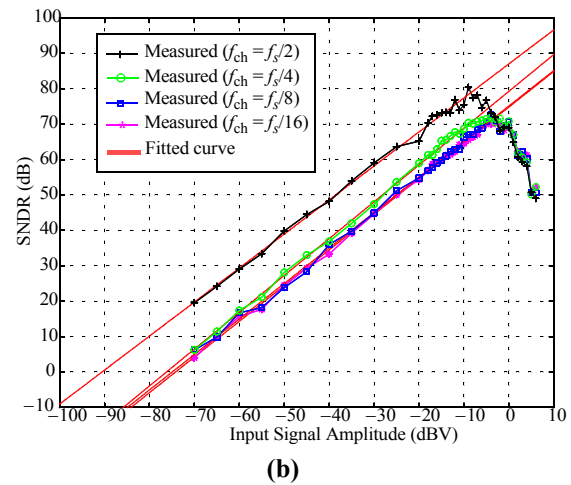 100
90
80
70
60
50
40
30
20
10
0
−10
SNDR (dB)
Measured (fch = fs/2)
Measured (fch = fs/4)
Measured (fch = fs/8)
Measured (fch = fs/16)
Fitted curve
−100 −90 −80 −70 −60 −50 −40 −30 −20 −10 0 10
Input Signal Amplitude (dBV)
(b)